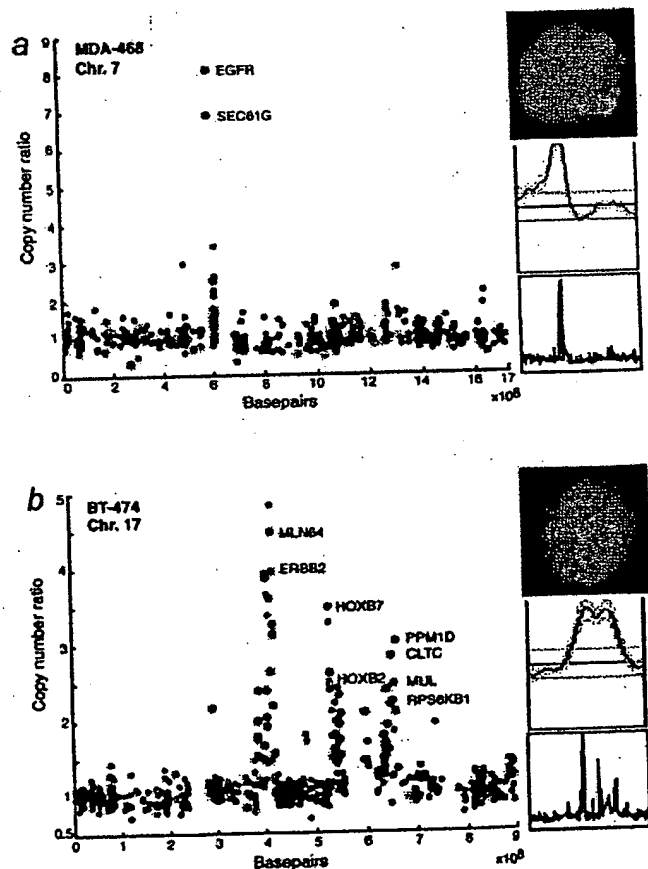 a
MDA-468
Chr. 7
9
8
7
6
5
4
3
2
1
0
Copy number ratio
EGFR
SEC61G
0 2 4 6 8 10 12 14 16 17
Basepairs
x10⁶
b
BT-474
Chr. 17
5
4
3
2
1
0.5
Copy number ratio
MLN64
ERBB2
HOXB7
HOXB2
PPM1D
CLTC
MUL
RPS6KB1
0 1 2 3 4 5 6 7 8 9
Basepairs
x10⁶